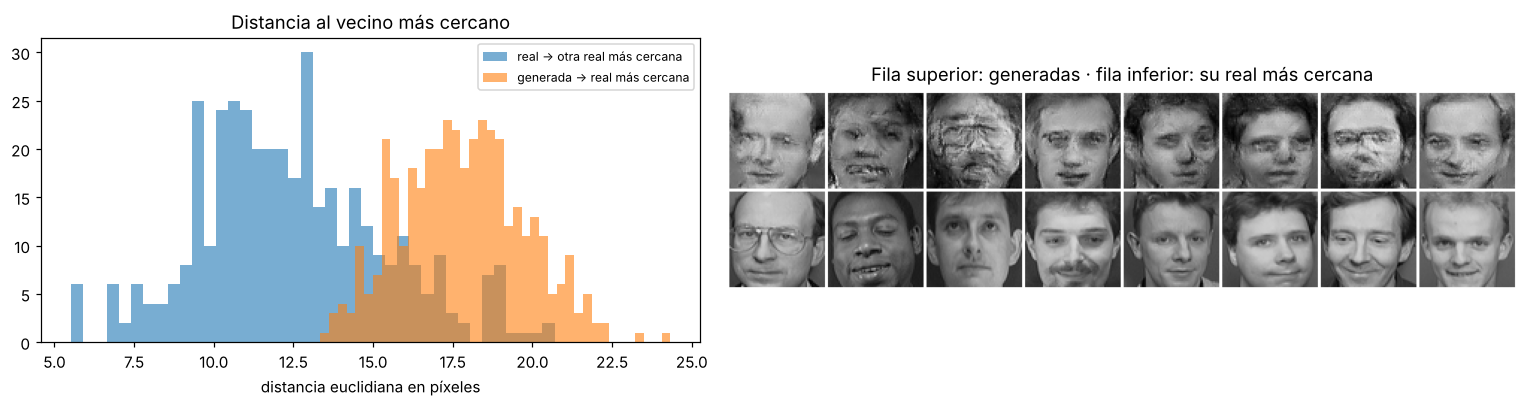 Distancia al vecino más cercano
real → otra real más cercana
generada → real más cercana
30
25
20
15
10
5
0
5.0 7.5 10.0 12.5 15.0 17.5 20.0 22.5 25.0
distancia euclidiana en píxeles
Fila superior: generadas · fila inferior: su real más cercana